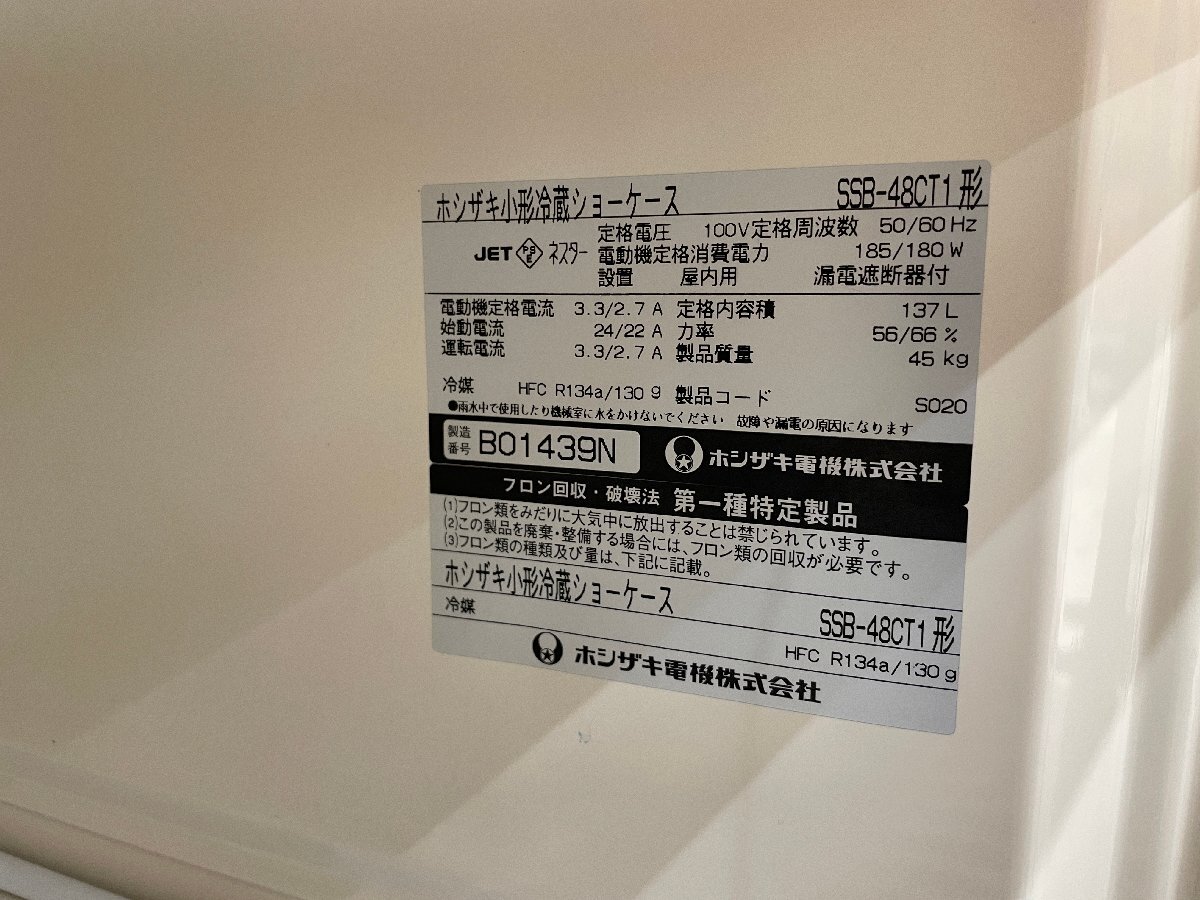 ホシザキ小形冷蔵ショーケース SSB-48CT1形
定格電圧 100V 定格周波数 50/60 Hz
JET PSE ネスター 電動機定格消費電力 185/180 W
設置 屋内用 漏電遮断器付
電動機定格電流 3.3/2.7 A 定格内容積 137 L
始動電流 24/22 A 力率 56/66 %
運転電流 3.3/2.7 A 製品質量 45 kg
冷媒 HFC R134a/130 g 製品コード S020
●雨水中で使用したり機械室に水をかけないでください 故障や漏電の原因になります
製造番号 B01439N ホシザキ電機株式会社
フロン回収・破壊法 第一種特定製品
(1)フロン類をみだりに大気中に放出することは禁じられています。
(2)この製品を廃棄・整備する場合には、フロン類の回収が必要です。
(3)フロン類の種類及び量は、下記に記載。
ホシザキ小形冷蔵ショーケース SSB-48CT1形
冷媒 HFC R134a/130 g
ホシザキ電機株式会社